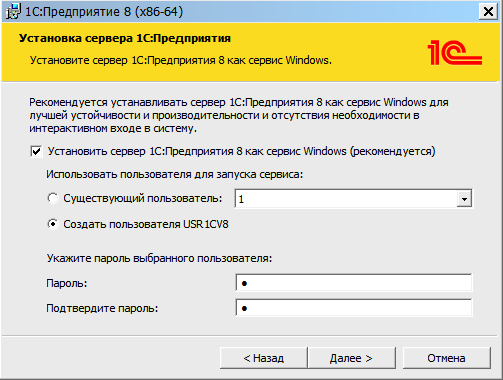 1С:Предприятие 8 (x86-64)
Установка сервера 1С:Предприятия
Установите сервер 1С:Предприятия 8 как сервис Windows.
1С
Рекомендуется устанавливать сервер 1С:Предприятия 8 как сервис Windows для
лучшей устойчивости и производительности и отсутствия необходимости в
интерактивном входе в систему.
Установить сервер 1С:Предприятия 8 как сервис Windows (рекомендуется)
Использовать пользователя для запуска сервиса:
Существующий пользователь: 1
Создать пользователя USR1CV8
Укажите пароль выбранного пользователя:
Пароль: •
Подтвердите пароль: •
< Назад Далее > Отмена